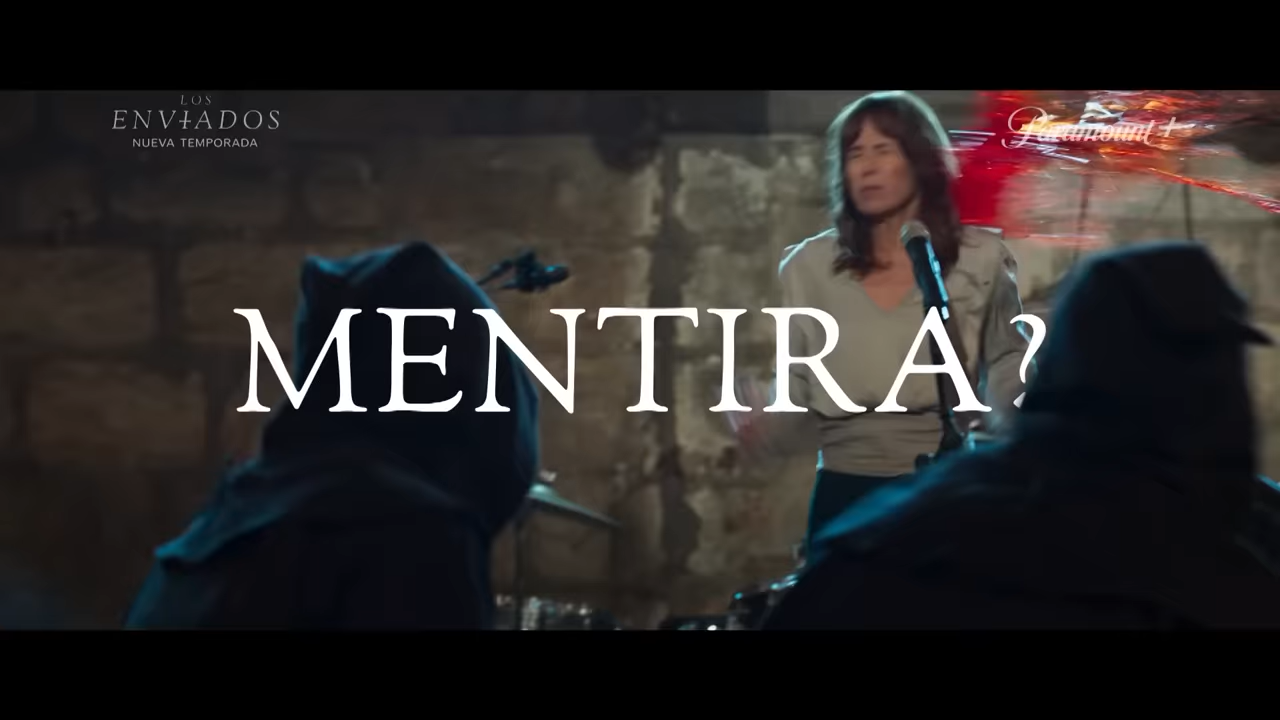 LOS
ENVIADOS
NUEVA TEMPORADA
Paramount+
MENTIRA?